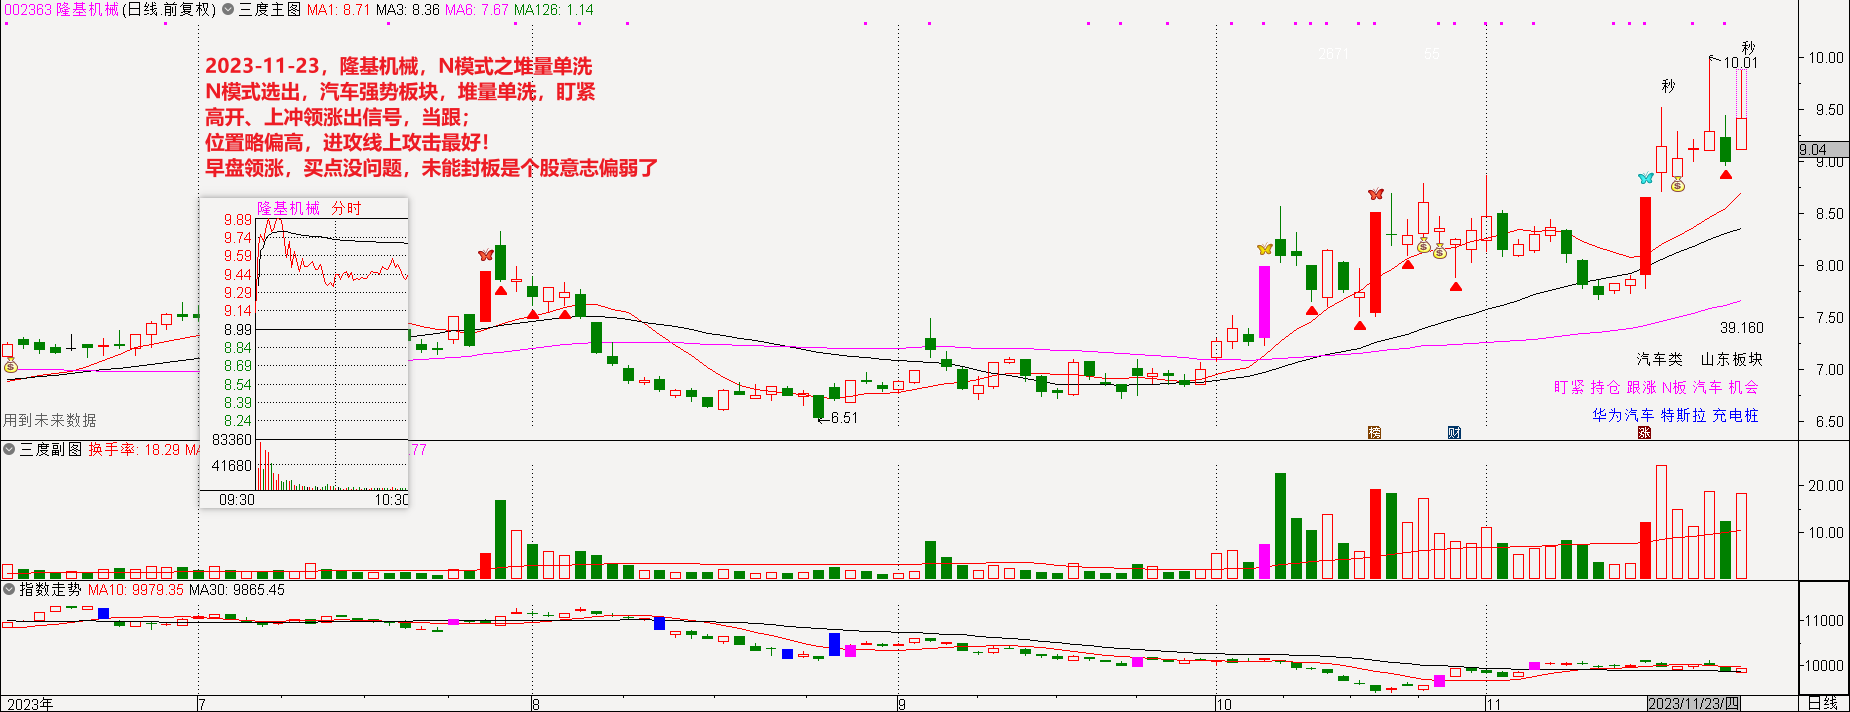 002363 隆基机械(日线.前复权) 三度主图 MA1: 8.71 MA3: 8.36 MA6: 7.67 MA126: 1.14
2023-11-23，隆基机械，N模式之堆量单洗
N模式选出，汽车强势板块，堆量单洗，盯紧
高开、上冲领涨出信号，当跟；
位置略偏高，进攻线上攻击最好！
早盘领涨，买点没问题，未能封板是个股意志偏弱了
2871 55
秒
10.01
秒
10.00
9.50
9.04
9.00
8.50
8.00
7.50
7.00
6.50
隆基机械 分时
9.89
9.74
9.59
9.44
9.29
9.14
8.99
8.84
8.69
8.54
8.39
8.24
83360
41680
09:30 10:30
39.160
汽车类 山东板块
盯紧 持仓 跟涨 N板 汽车 机会
华为汽车 特斯拉 充电桩
6.51
用到未来数据
榜 财 涨
三度副图 换手率: 18.29 MA .77
20.00
10.00
指数走势 MA10: 9979.35 MA30: 9865.45
11000
10000
2023年 7 8 9 10 11 2023/11/23/四 日线